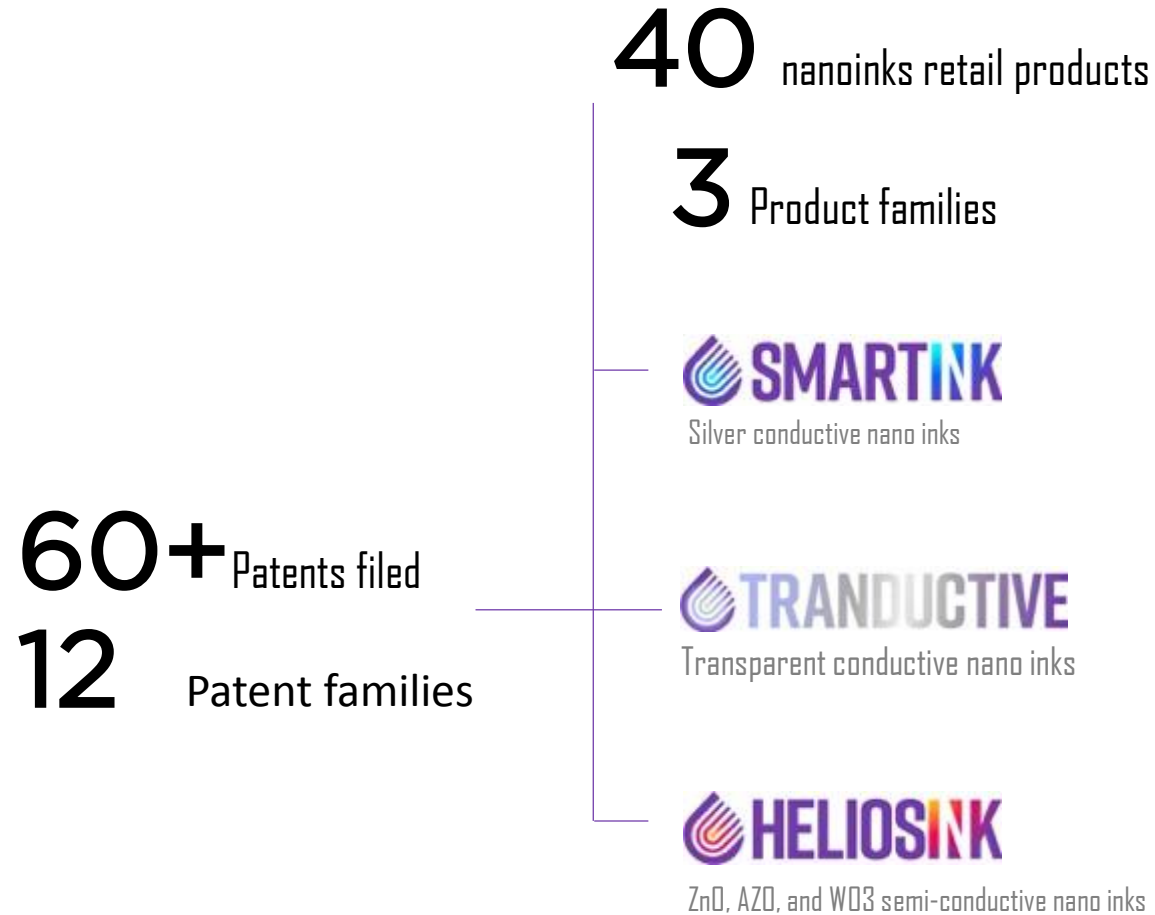 40 nanoinks retail products
3 Product families
SMARTINK
Silver conductive nano inks
60+ Patents filed
12 Patent families
TRANDUCTIVE
Transparent conductive nano inks
HELIOSINK
ZnO, AZO, and WO3 semi-conductive nano inks